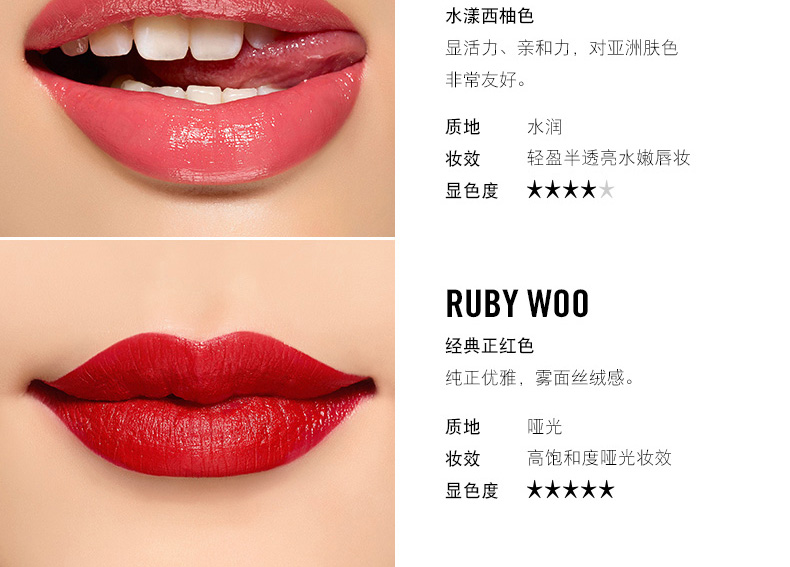 水漾西柚色
显活力、亲和力，对亚洲肤色
非常友好。
质地 水润
妆效 轻盈半透亮水嫩唇妆
显色度 ★★★★★
RUBY WOO
经典正红色
纯正优雅，雾面丝绒感。
质地 哑光
妆效 高饱和度哑光妆效
显色度 ★★★★★